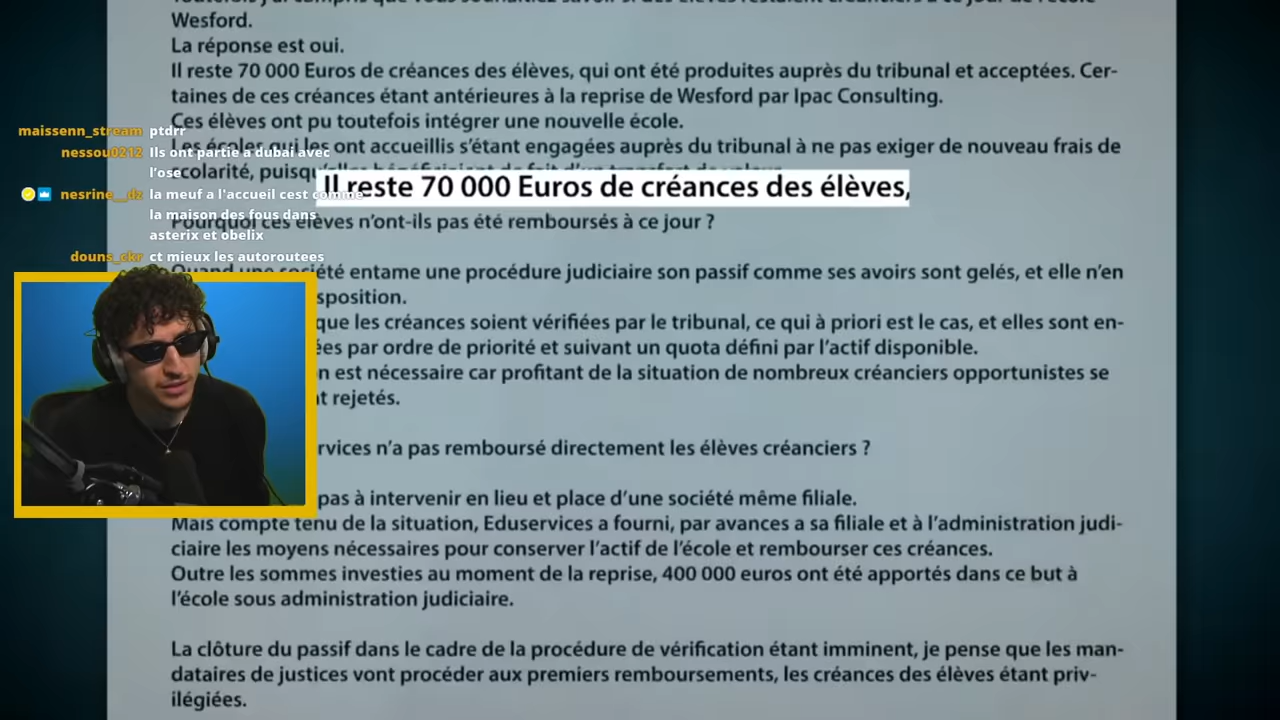 Wesford.
La réponse est oui.
Il reste 70 000 Euros de créances des élèves, qui ont été produites auprès du tribunal et acceptées. Cer-
taines de ces créances étant antérieures à la reprise de Wesford par Ipac Consulting.
Ces élèves ont pu toutefois intégrer une nouvelle école.
Les écoles qui les ont accueillis s'étant engagées auprès du tribunal à ne pas exiger de nouveau frais de
scolarité, puisqu'elles bénéficiaient de fait d'un transfert de valeur.
Il reste 70 000 Euros de créances des élèves,
Pourquoi ces élèves n'ont-ils pas été remboursés à ce jour ?
Quand une société entame une procédure judiciaire son passif comme ses avoirs sont gelés, et elle n'en
sposition.
que les créances soient vérifiées par le tribunal, ce qui à priori est le cas, et elles sont en-
ées par ordre de priorité et suivant un quota défini par l'actif disponible.
n est nécessaire car profitant de la situation de nombreux créanciers opportunistes se
t rejetés.
rvices n'a pas remboursé directement les élèves créanciers ?
pas à intervenir en lieu et place d'une société même filiale.
Mais compte tenu de la situation, Eduservices a fourni, par avances a sa filiale et à l'administration judi-
ciaire les moyens nécessaires pour conserver l'actif de l'école et rembourser ces créances.
Outre les sommes investies au moment de la reprise, 400 000 euros ont été apportés dans ce but à
l'école sous administration judiciaire.
La clôture du passif dans le cadre de la procédure de vérification étant imminent, je pense que les man-
dataires de justices vont procéder aux premiers remboursements, les créances des élèves étant priv-
ilégiées.
maissenn_stream ptdrr
nessou0212 Ils ont partie a dubai avec
l'ose
nesrine__dz la meuf a l'accueil cest comme
la maison des fous dans
asterix et obelix
douns_ckr ct mieux les autoroutees